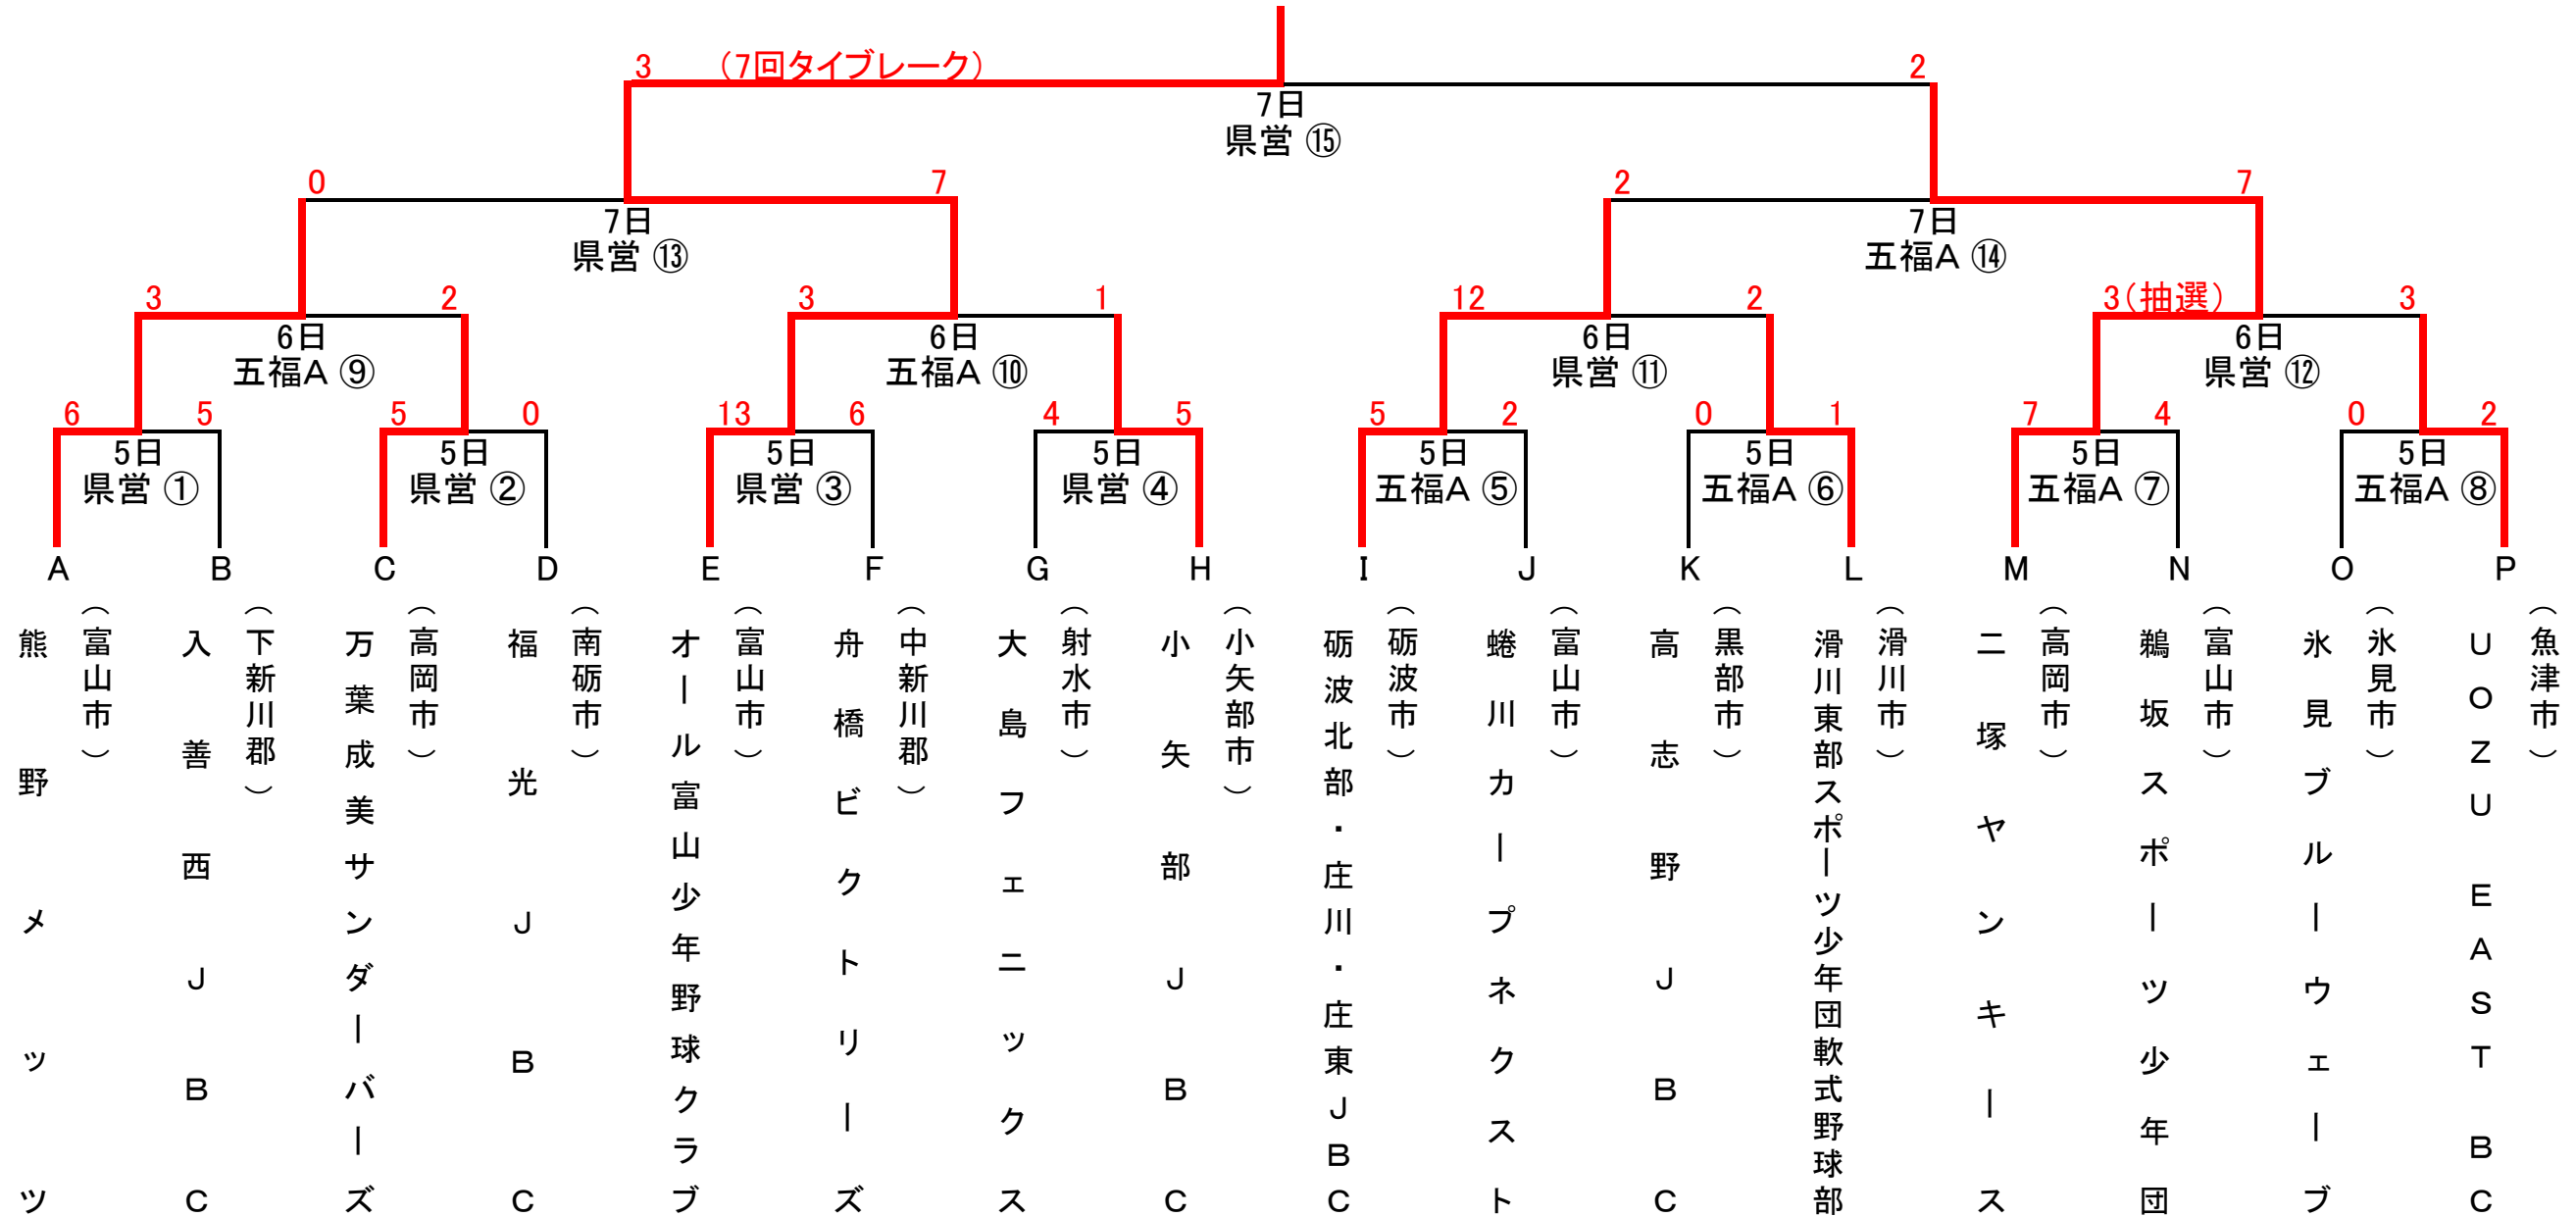 3 （7回タイブレーク） 2
7日
県営 ⑮
0 7 2 7
7日 7日
県営 ⑬ 五福A ⑭
3 2 3 1 12 2 3（抽選） 3
6日 6日 6日 6日
五福A ⑨ 五福A ⑩ 県営 ⑪ 県営 ⑫
6 5 5 0 13 6 4 5 5 2 0 1 7 4 0 2
5日 5日 5日 5日 5日 5日 5日 5日
県営 ① 県営 ② 県営 ③ 県営 ④ 五福A ⑤ 五福A ⑥ 五福A ⑦ 五福A ⑧
A B C D E F G H I J K L M N O P
熊野メッツ
（富山市）
入善西JBC
（下新川郡）
万葉成美サンダーバーズ
（高岡市）
福光JBC
（南砺市）
オール富山少年野球クラブ
（富山市）
舟橋ビクトリーズ
（中新川郡）
大島フェニックス
（射水市）
小矢部JBC
（小矢部市）
砺波北部・庄川・庄東JBC
（砺波市）
蜷川カープネクスト
（富山市）
高志野JBC
（黒部市）
滑川東部スポーツ少年団軟式野球部
（滑川市）
二塚ヤンキース
（高岡市）
鵜坂スポーツ少年団
（富山市）
氷見ブルーウェーブ
（氷見市）
UOZU EAST BC
（魚津市）